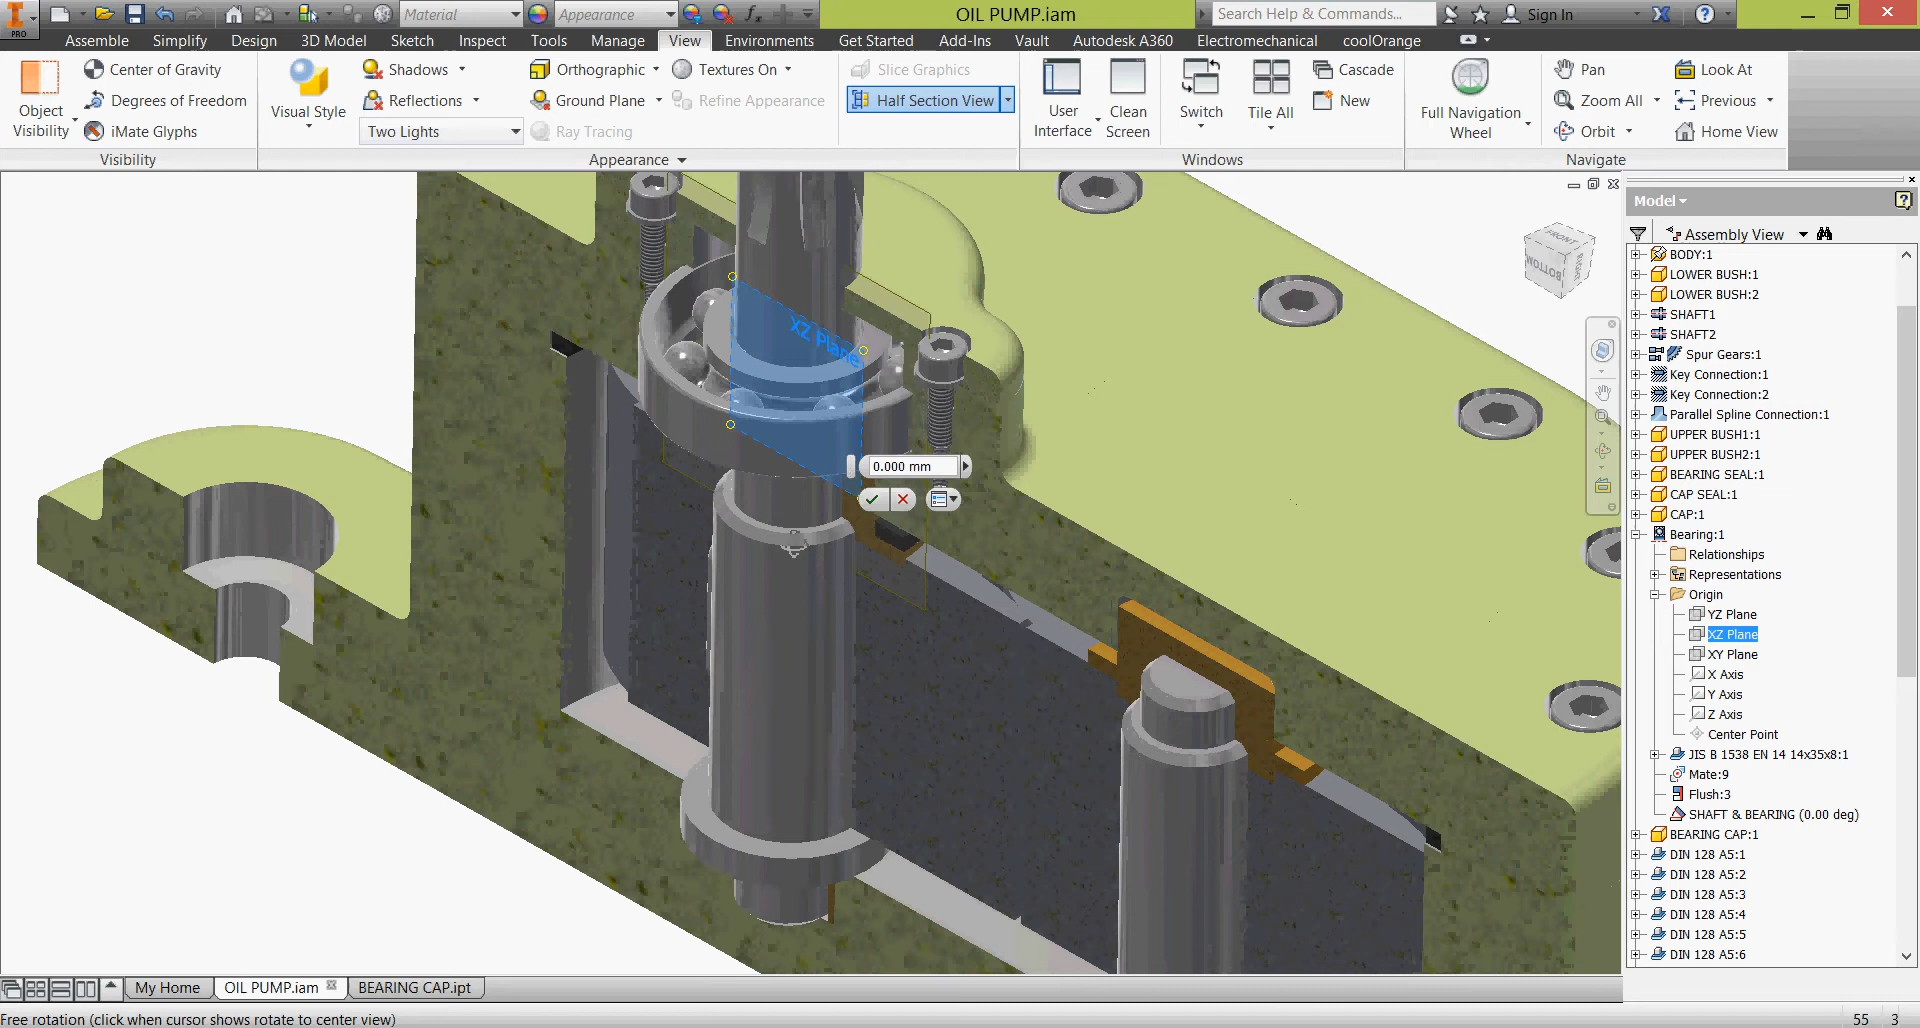 PRO
Material
Appearance
OIL PUMP.iam
Search Help & Commands...
Sign In
Assemble
Simplify
Design
3D Model
Sketch
Inspect
Tools
Manage
View
Environments
Get Started
Add-Ins
Vault
Autodesk A360
Electromechanical
coolOrange
Object
Visibility
Center of Gravity
Degrees of Freedom
iMate Glyphs
Visual Style
Shadows
Reflections
Two Lights
Orthographic
Ground Plane
Ray Tracing
Textures On
Refine Appearance
Slice Graphics
Half Section View
User
Interface
Clean
Screen
Switch
Tile All
Cascade
New
Full Navigation
Wheel
Pan
Zoom All
Orbit
Look At
Previous
Home View
Visibility
Appearance
Windows
Navigate
XZ Plane
0.000 mm
FRONT
BOTTOM
Model
Assembly View
BODY:1
LOWER BUSH:1
LOWER BUSH:2
SHAFT1
SHAFT2
Spur Gears:1
Key Connection:1
Key Connection:2
Parallel Spline Connection:1
UPPER BUSH1:1
UPPER BUSH2:1
BEARING SEAL:1
CAP SEAL:1
CAP:1
Bearing:1
Relationships
Representations
Origin
YZ Plane
XZ Plane
XY Plane
X Axis
Y Axis
Z Axis
Center Point
JIS B 1538 EN 14 14x35x8:1
Mate:9
Flush:3
SHAFT & BEARING (0.00 deg)
BEARING CAP:1
DIN 128 A5:1
DIN 128 A5:2
DIN 128 A5:3
DIN 128 A5:4
DIN 128 A5:5
DIN 128 A5:6
My Home
OIL PUMP.iam
BEARING CAP.ipt
Free rotation (click when cursor shows rotate to center view)
55
3